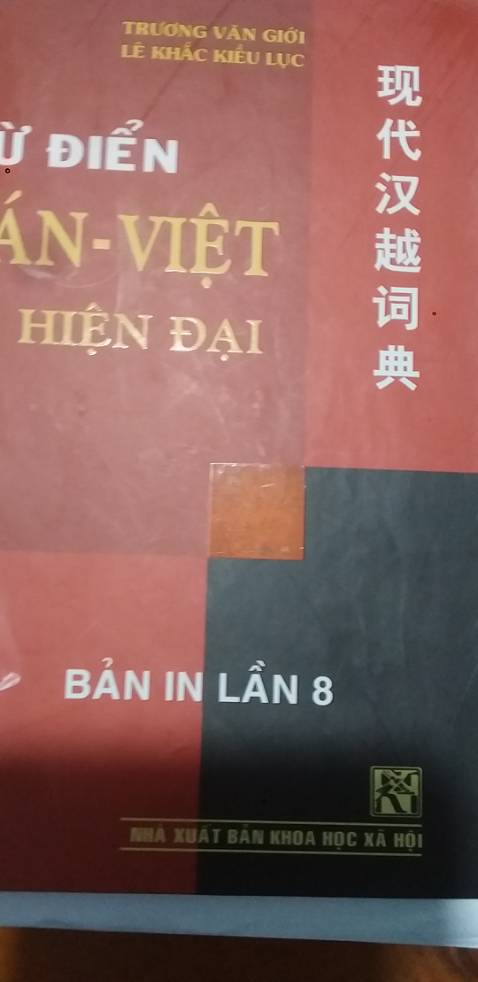 TRƯƠNG VĂN GIỚI
LÊ KHẮC KIỀU LỤC
Ừ ĐIỂN
ÁN-VIỆT
HIỆN ĐẠI
现代汉越词典
BẢN IN LẦN 8
NHÀ XUẤT BẢN KHOA HỌC XÃ HỘI